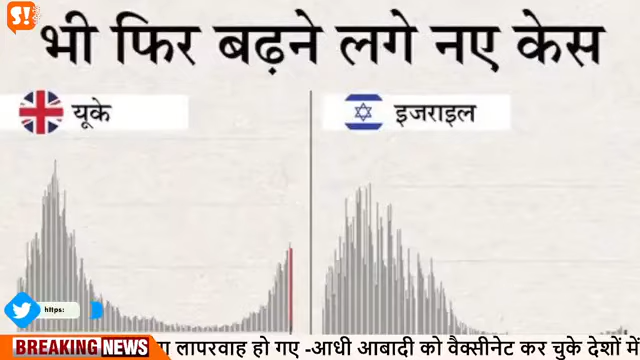 S!
भी फिर बढ़ने लगे नए केस
यूके
इजराइल
https:
BREAKING NEWS
लापरवाह हो गए -आधी आबादी को वैक्सीनेट कर चुके देशों में